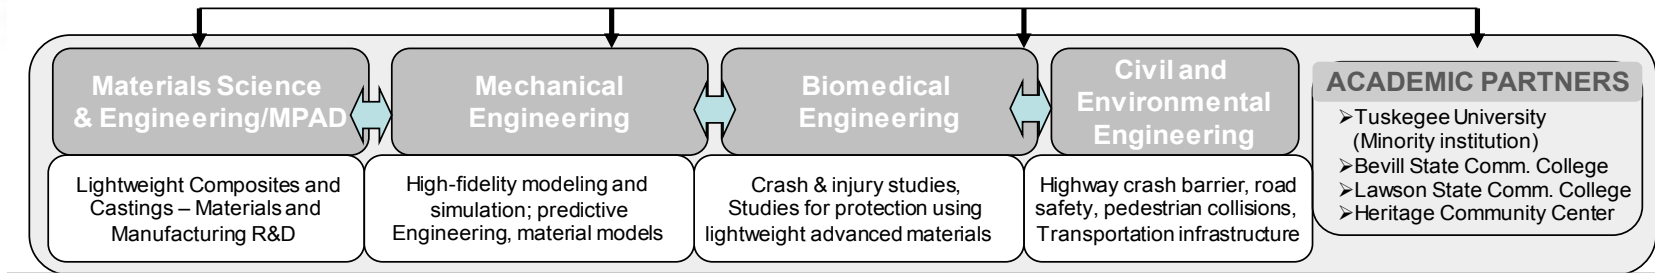 Materials Science
& Engineering/MPAD
Lightweight Composites and
Castings – Materials and
Manufacturing R&D
Mechanical
Engineering
High-fidelity modeling and
simulation; predictive
Engineering, material models
Biomedical
Engineering
Crash & injury studies,
Studies for protection using
lightweight advanced materials
Civil and
Environmental
Engineering
Highway crash barrier, road
safety, pedestrian collisions,
Transportation infrastructure
ACADEMIC PARTNERS
➢Tuskegee University
(Minority institution)
➢Bevill State Comm. College
➢Lawson State Comm. College
➢Heritage Community Center